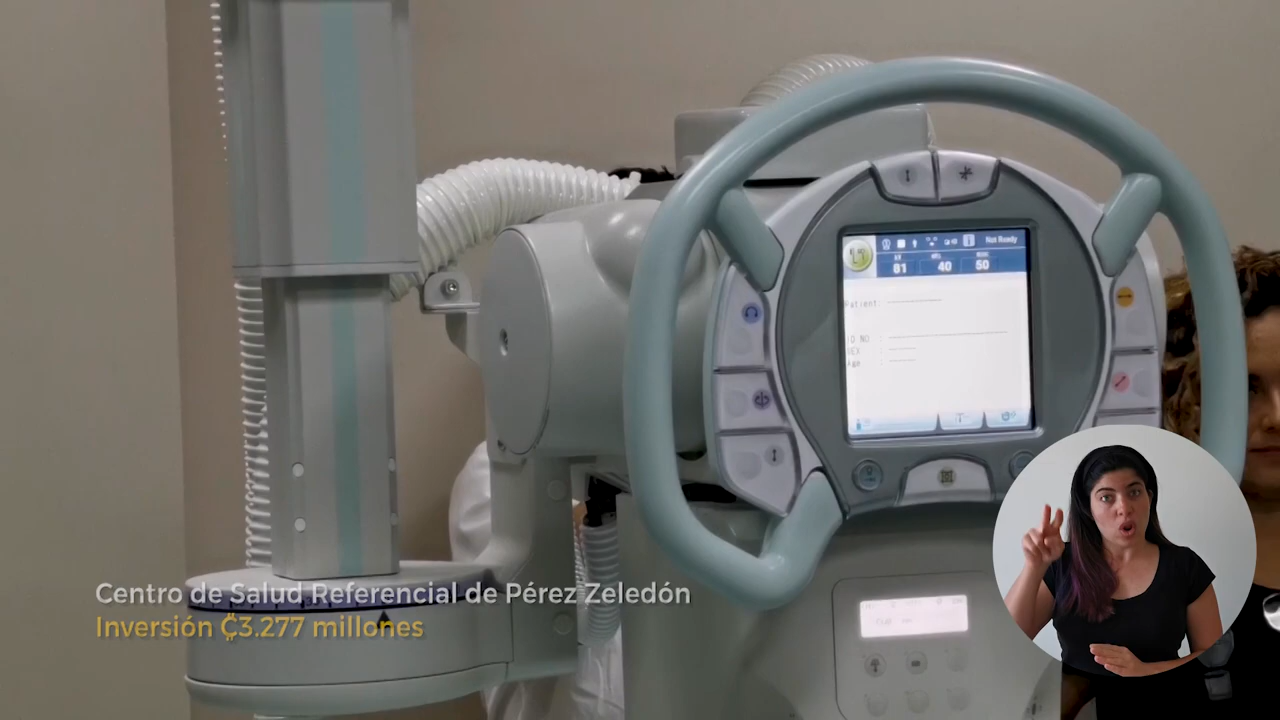 Not Ready
81 40 50
Patient:
ID NO :
SEX :
Age :
Centro de Salud Referencial de Pérez Zeledón
Inversión ₡3.277 millones